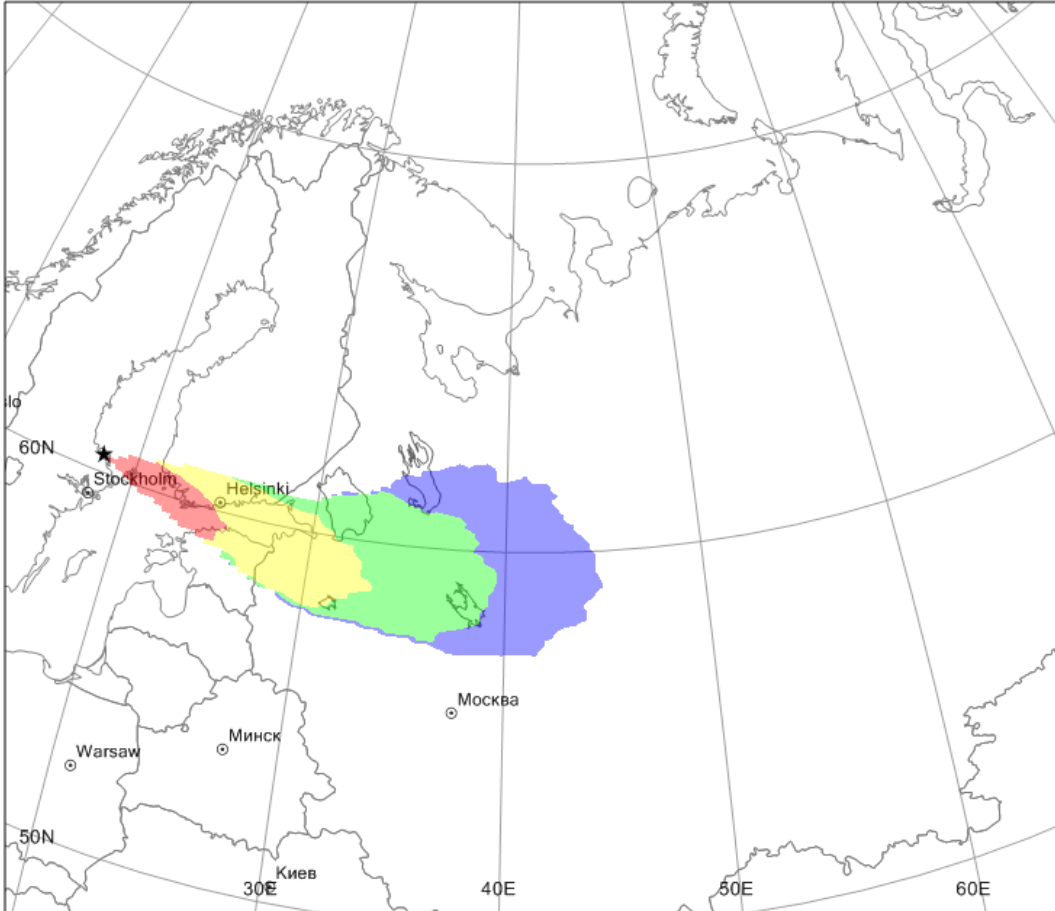 slo
60N
Stockholm
Helsinki
Москва
Минск
Warsaw
50N
Киев
30E
40E
50E
60E